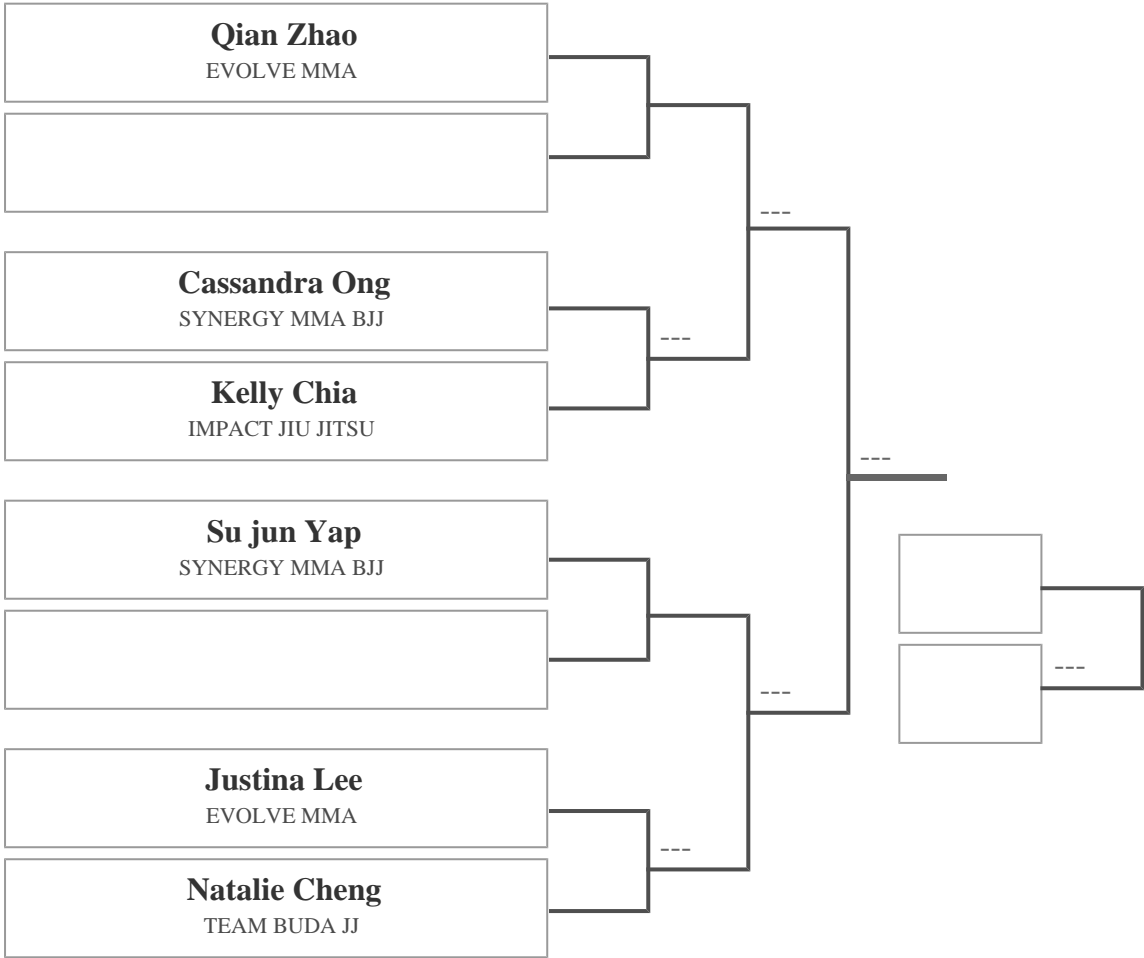 Qian Zhao
EVOLVE MMA
---
Cassandra Ong
SYNERGY MMA BJJ
---
Kelly Chia
IMPACT JIU JITSU
---
Su jun Yap
SYNERGY MMA BJJ
---
---
Justina Lee
EVOLVE MMA
---
Natalie Cheng
TEAM BUDA JJ